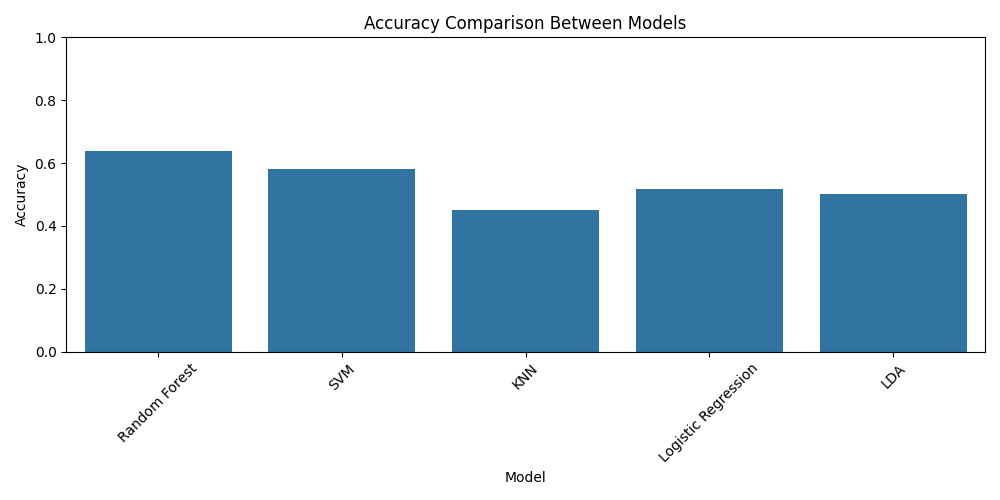 Accuracy Comparison Between Models
Accuracy
1.0
0.8
0.6
0.4
0.2
0.0
Random Forest
SVM
KNN
Logistic Regression
LDA
Model